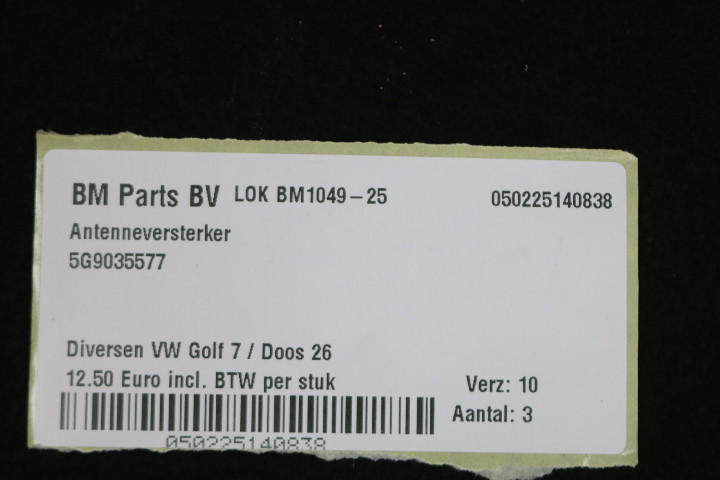 BM Parts BV LOK BM1049-25 050225140838
Antenneversterker
5G9035577
Diversen VW Golf 7 / Doos 26
12.50 Euro incl. BTW per stuk Verz: 10
Aantal: 3
050225140838